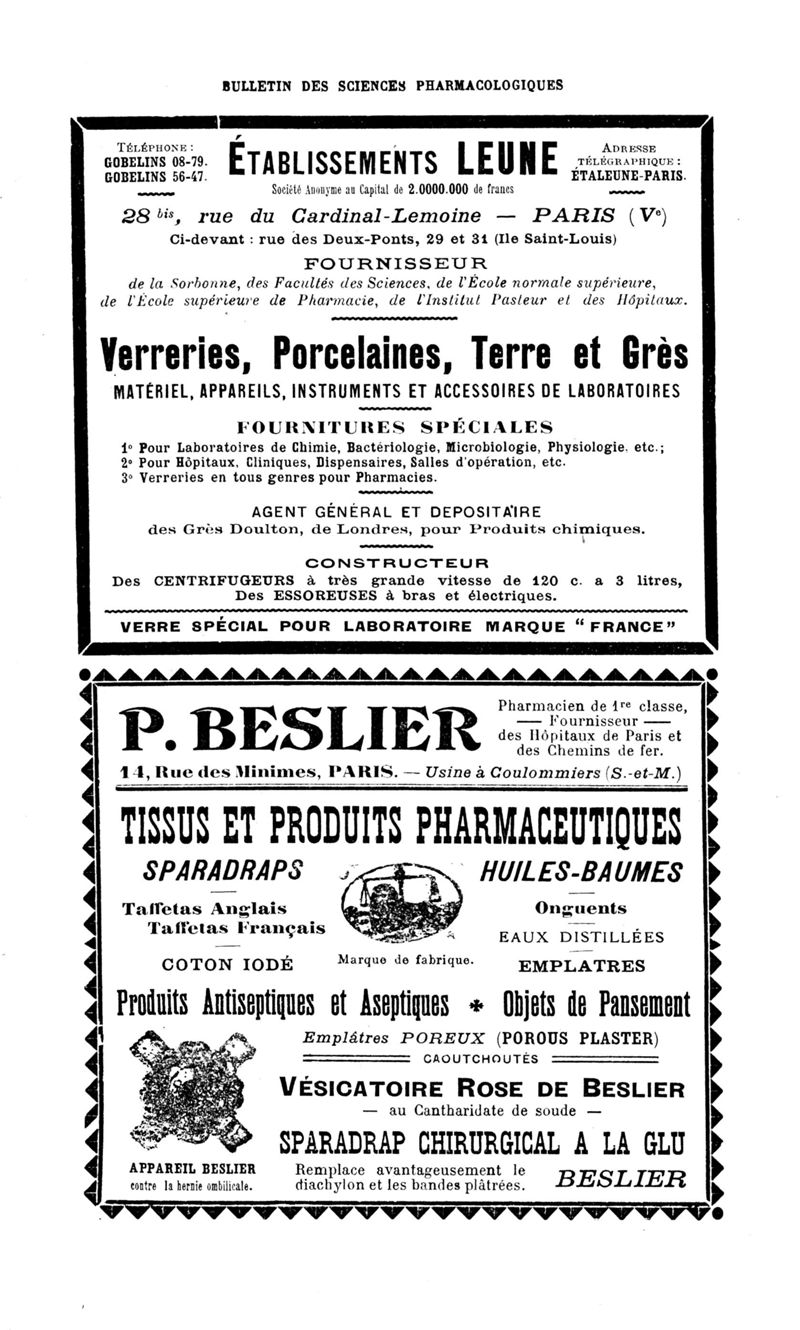 BULLETIN DES SCIENCES PHARMACOLOGIQUES
TÉLÉPHONE :
GOBELINS 08-79.
GOBELINS 56-47.
ÉTABLISSEMENTS LEUNE
Société Anonyme au Capital de 2.0000.000 de francs
ADRESSE
TÉLÉGRAPHIQUE :
ÉTALEUNE-PARIS.
28 bis, rue du Cardinal-Lemoine — PARIS (Ve)
Ci-devant : rue des Deux-Ponts, 29 et 31 (Ile Saint-Louis)
FOURNISSEUR
de la Sorbonne, des Facultés des Sciences, de l'École normale supérieure,
de l'École supérieure de Pharmacie, de l'Institut Pasteur et des Hôpitaux.
Verreries, Porcelaines, Terre et Grès
MATÉRIEL, APPAREILS, INSTRUMENTS ET ACCESSOIRES DE LABORATOIRES
FOURNITURES SPÉCIALES
1º Pour Laboratoires de Chimie, Bactériologie, Microbiologie, Physiologie. etc.;
2º Pour Hôpitaux, Cliniques, Dispensaires, Salles d'opération, etc.
3º Verreries en tous genres pour Pharmacies.
AGENT GÉNÉRAL ET DEPOSITAIRE
des Grès Doulton, de Londres, pour Produits chimiques.
CONSTRUCTEUR
Des CENTRIFUGEURS à très grande vitesse de 120 c. a 3 litres,
Des ESSOREUSES à bras et électriques.
VERRE SPÉCIAL POUR LABORATOIRE MARQUE “ FRANCE ”
P. BESLIER
Pharmacien de 1re classe,
— Fournisseur —
des Hôpitaux de Paris et
des Chemins de fer.
14, Rue des Minimes, PARIS. — Usine à Coulommiers (S.-et-M.)
TISSUS ET PRODUITS PHARMACEUTIQUES
SPARADRAPS
Taffetas Anglais
Taffetas Français
COTON IODÉ
Marque de fabrique.
HUILES-BAUMES
Onguents
EAUX DISTILLÉES
EMPLATRES
Produits Antiseptiques et Aseptiques ✱ Objets de Pansement
Emplâtres POREUX (POROUS PLASTER)
CAOUTCHOUTÉS
VÉSICATOIRE ROSE DE BESLIER
— au Cantharidate de soude —
SPARADRAP CHIRURGICAL A LA GLU
APPAREIL BESLIER
contre la hernie ombilicale.
Remplace avantageusement le
diachylon et les bandes plâtrées.
BESLIER